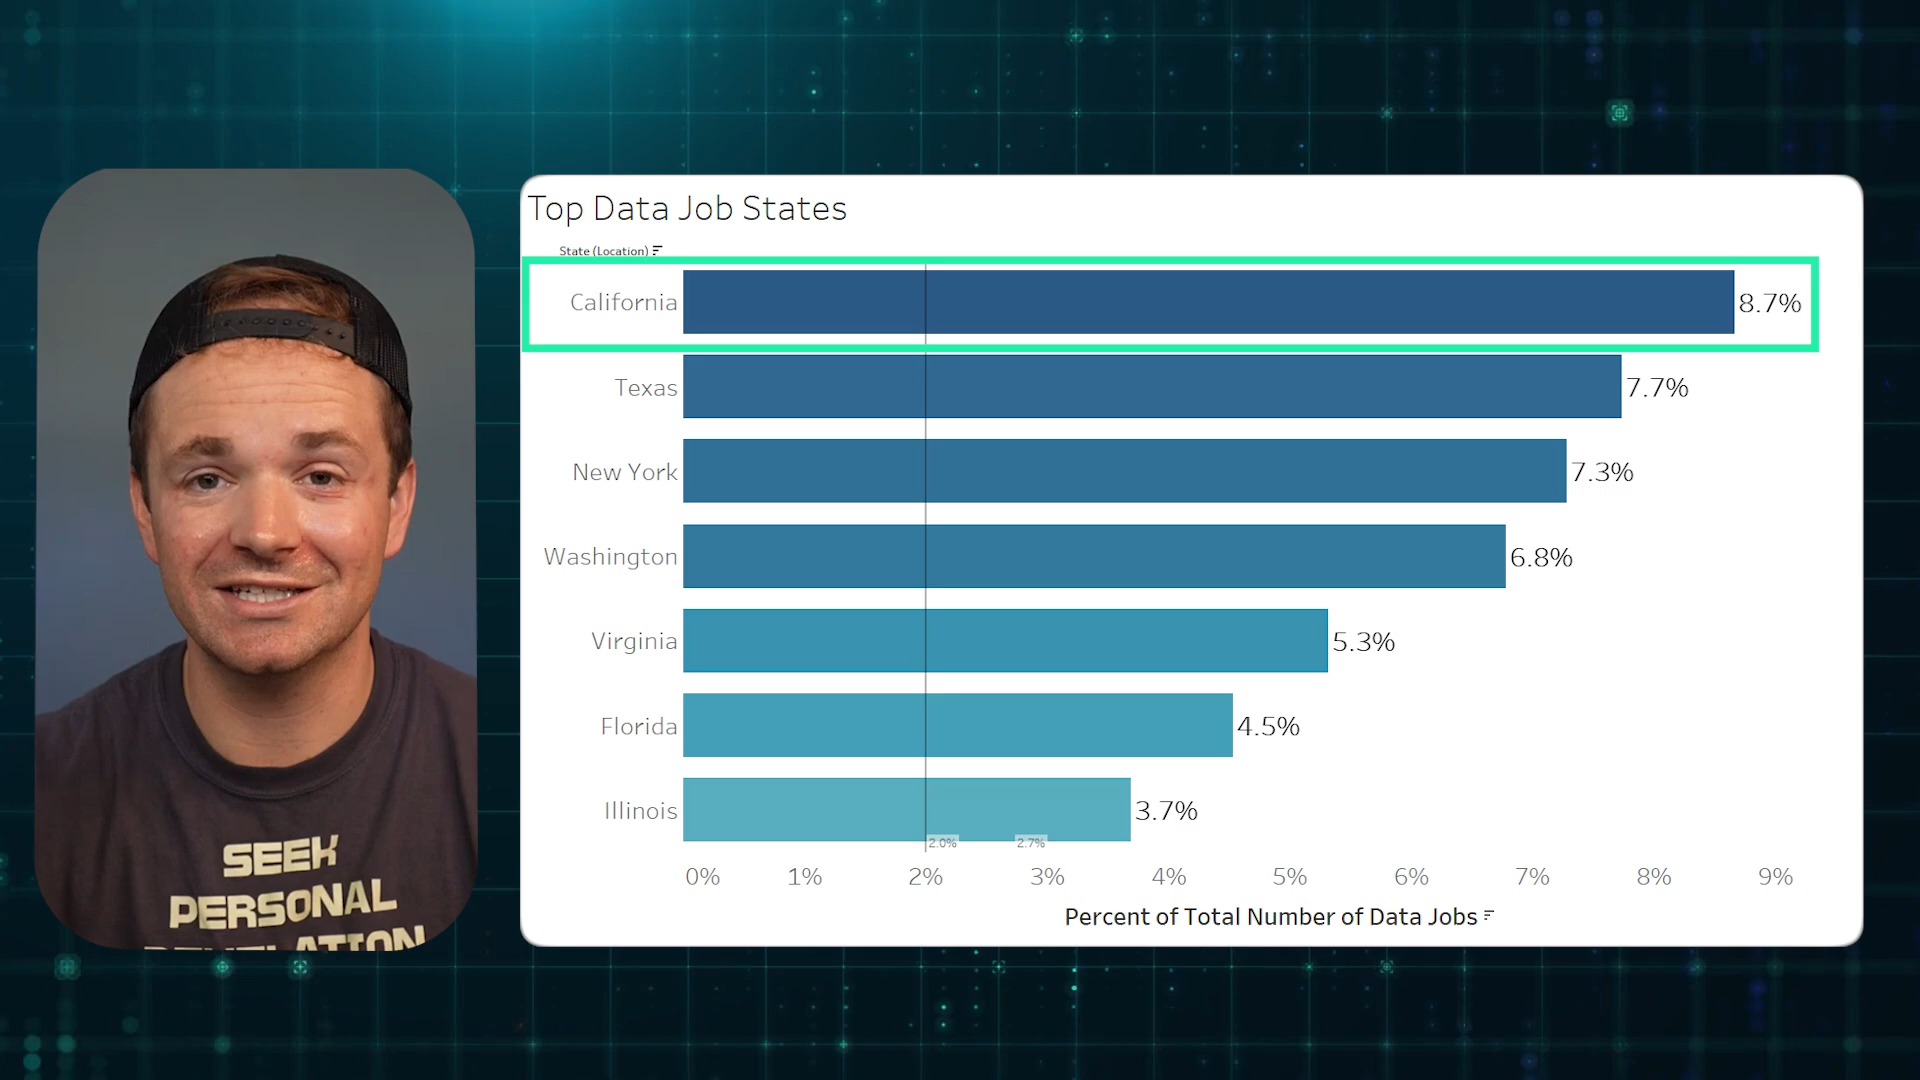 Top Data Job States
State (Location)
California 8.7%
Texas 7.7%
New York 7.3%
Washington 6.8%
Virginia 5.3%
Florida 4.5%
Illinois 3.7%
2.0% 2.7%
0% 1% 2% 3% 4% 5% 6% 7% 8% 9%
Percent of Total Number of Data Jobs
SEEK
PERSONAL
REVELATION